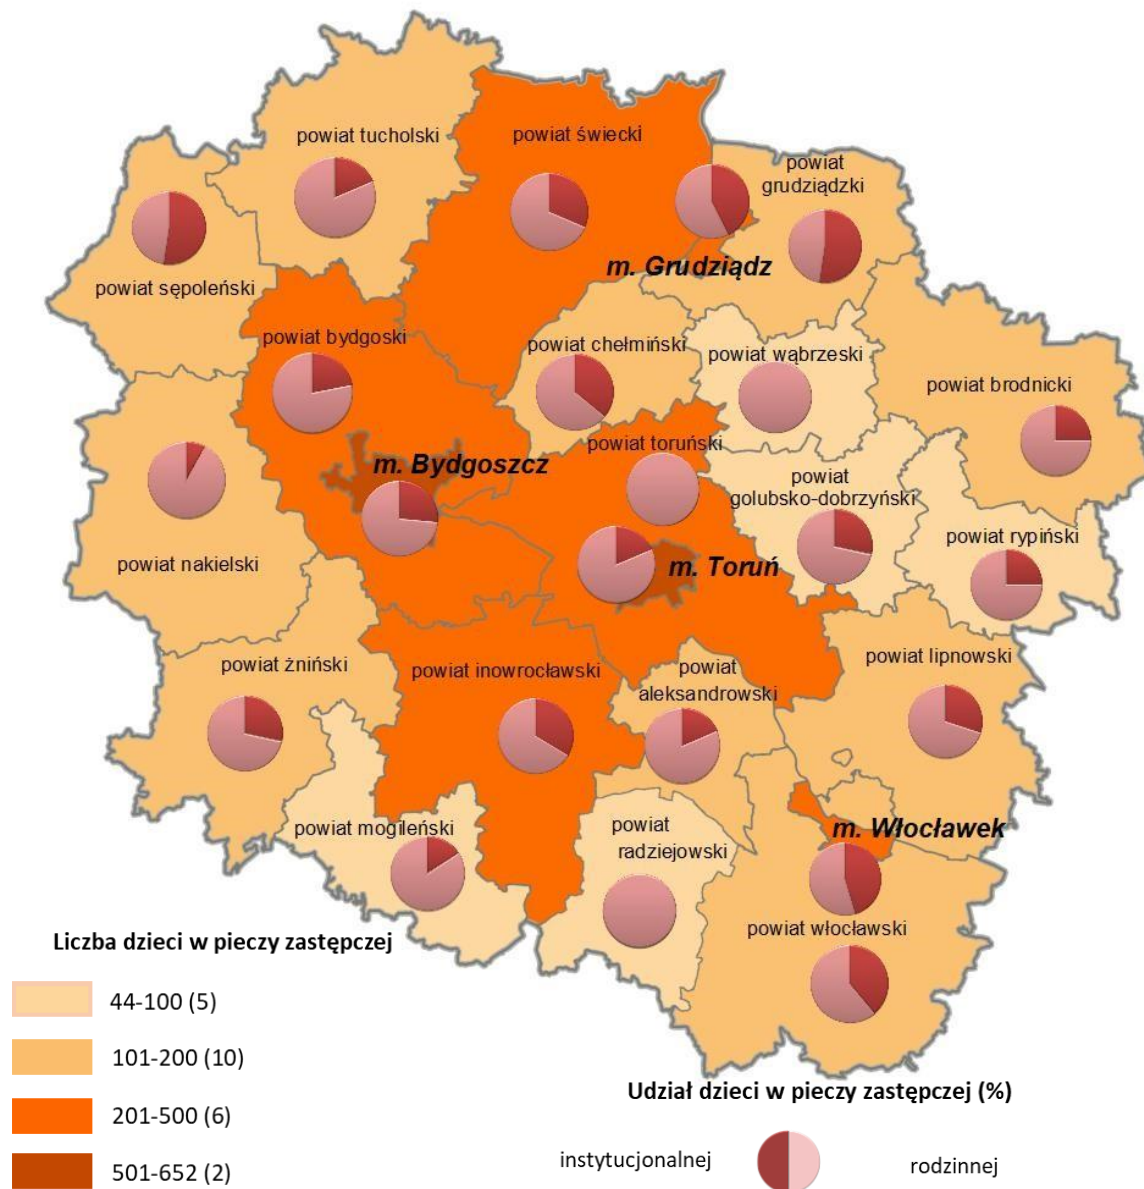 powiat tucholski
powiat świecki
powiat
grudziądzki
m. Grudziądz
powiat sępoleński
powiat bydgoski
powiat chełmiński
powiat wąbrzeski
powiat brodnicki
powiat toruński
m. Bydgoszcz
powiat
golubsko-dobrzyński
powiat rypiński
powiat nakielski
m. Toruń
powiat żniński
powiat inowrocławski
powiat
aleksandrowski
powiat lipnowski
powiat mogileński
powiat
radziejowski
m. Włocławek
powiat włocławski
Liczba dzieci w pieczy zastępczej
44-100 (5)
101-200 (10)
201-500 (6)
501-652 (2)
Udział dzieci w pieczy zastępczej (%)
instytucjonalnej
rodzinnej